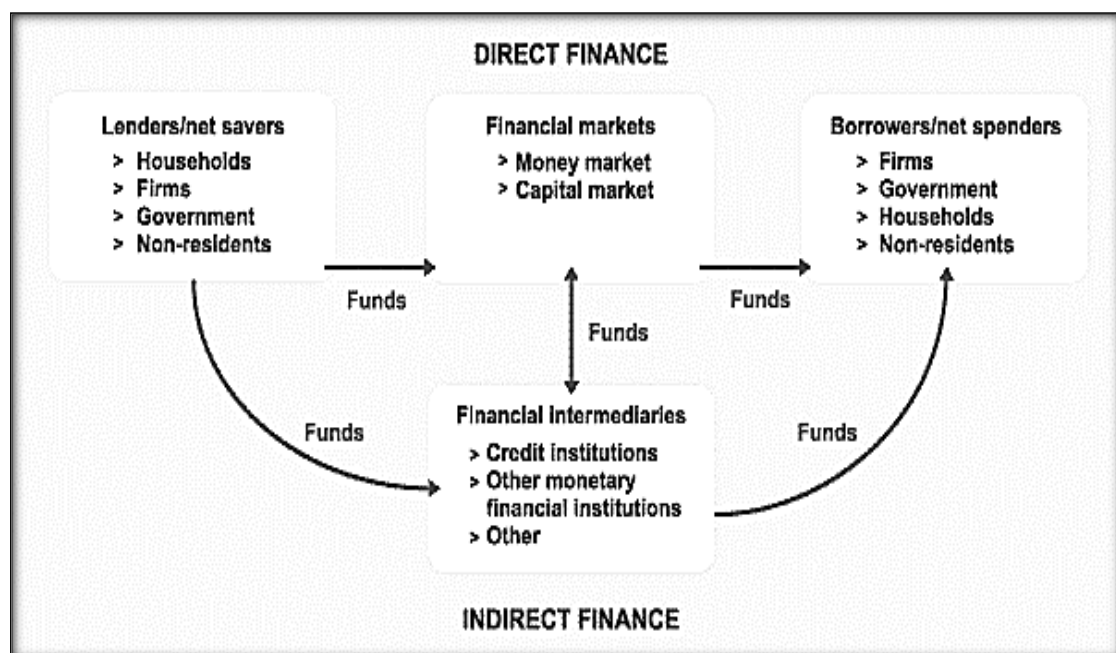 DIRECT FINANCE
Lenders/net savers
> Households
> Firms
> Government
> Non-residents
Financial markets
> Money market
> Capital market
Borrowers/net spenders
> Firms
> Government
> Households
> Non-residents
Funds
Funds
Funds
Financial intermediaries
> Credit institutions
> Other monetary
financial institutions
> Other
Funds
Funds
INDIRECT FINANCE